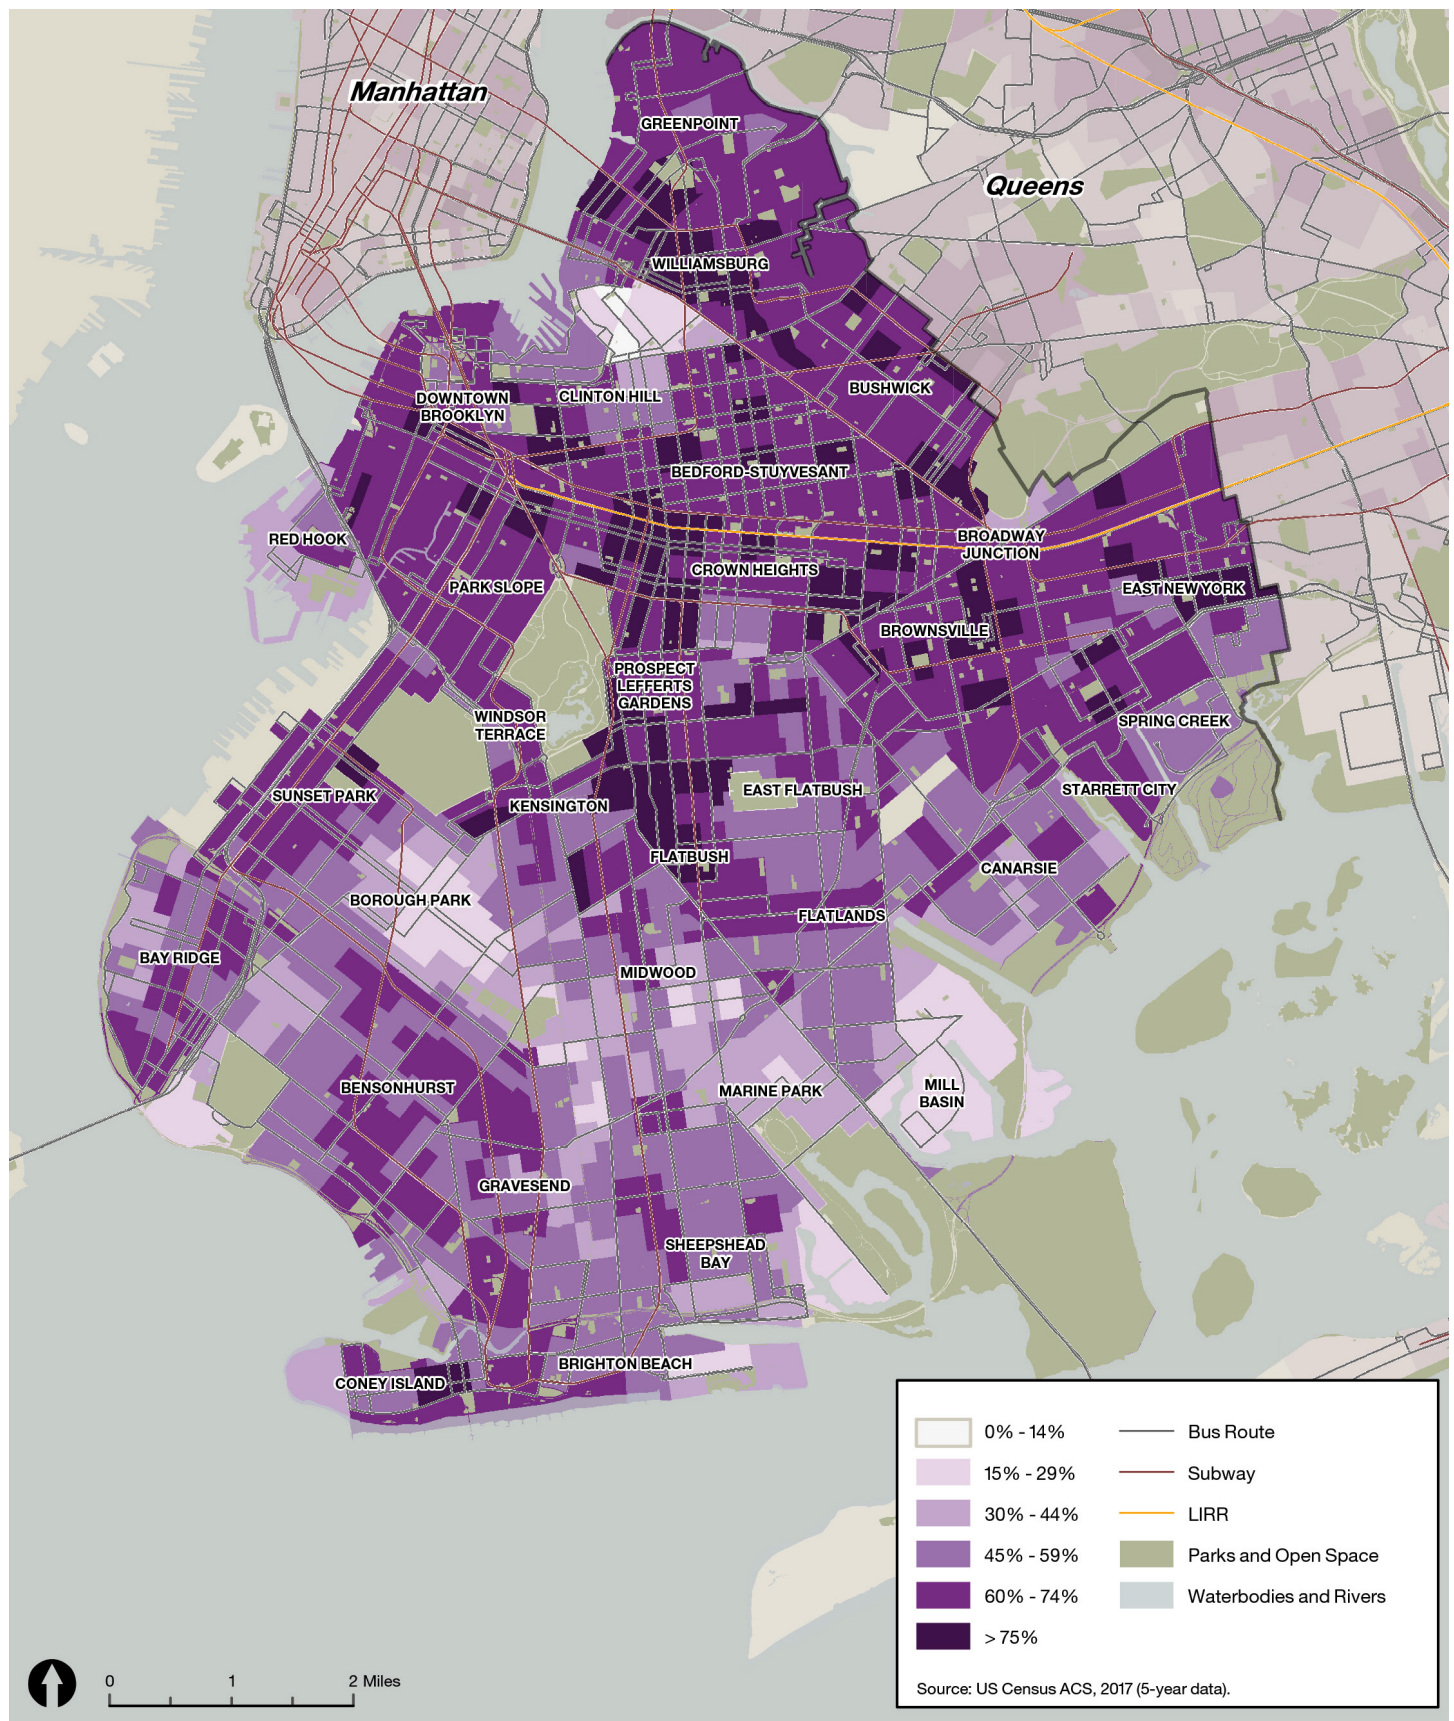 Manhattan
Queens
GREENPOINT
WILLIAMSBURG
BUSHWICK
DOWNTOWN
BROOKLYN
CLINTON HILL
BEDFORD-STUYVESANT
RED HOOK
BROADWAY
JUNCTION
CROWN HEIGHTS
PARK SLOPE
EAST NEW YORK
BROWNSVILLE
PROSPECT
LEFFERTS
GARDENS
WINDSOR
TERRACE
SPRING CREEK
SUNSET PARK
KENSINGTON
EAST FLATBUSH
STARRETT CITY
FLATBUSH
CANARSIE
BOROUGH PARK
FLATLANDS
BAY RIDGE
MIDWOOD
BENSONHURST
MARINE PARK
MILL
BASIN
GRAVESEND
SHEEPSHEAD
BAY
BRIGHTON BEACH
CONEY ISLAND
0% - 14%
15% - 29%
30% - 44%
45% - 59%
60% - 74%
> 75%
Bus Route
Subway
LIRR
Parks and Open Space
Waterbodies and Rivers
Source: US Census ACS, 2017 (5-year data).
0 1 2 Miles